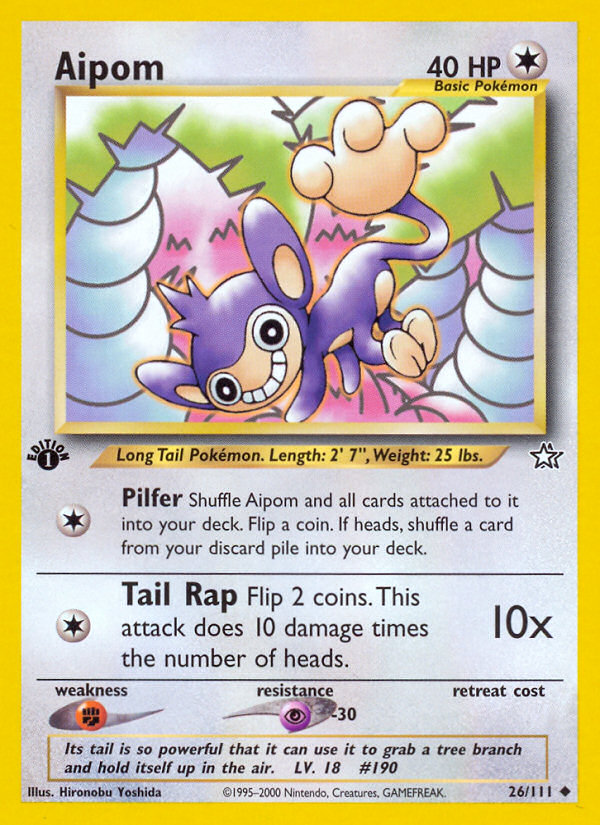 Aipom
40 HP
Basic Pokémon
Long Tail Pokémon. Length: 2' 7", Weight: 25 lbs.
EDITION
1
Pilfer Shuffle Aipom and all cards attached to it
into your deck. Flip a coin. If heads, shuffle a card
from your discard pile into your deck.
Tail Rap Flip 2 coins. This
attack does 10 damage times
the number of heads.
10x
weakness
resistance
retreat cost
-30
Its tail is so powerful that it can use it to grab a tree branch
and hold itself up in the air. LV. 18 #190
Illus. Hironobu Yoshida
©1995-2000 Nintendo, Creatures, GAMEFREAK.
26/111